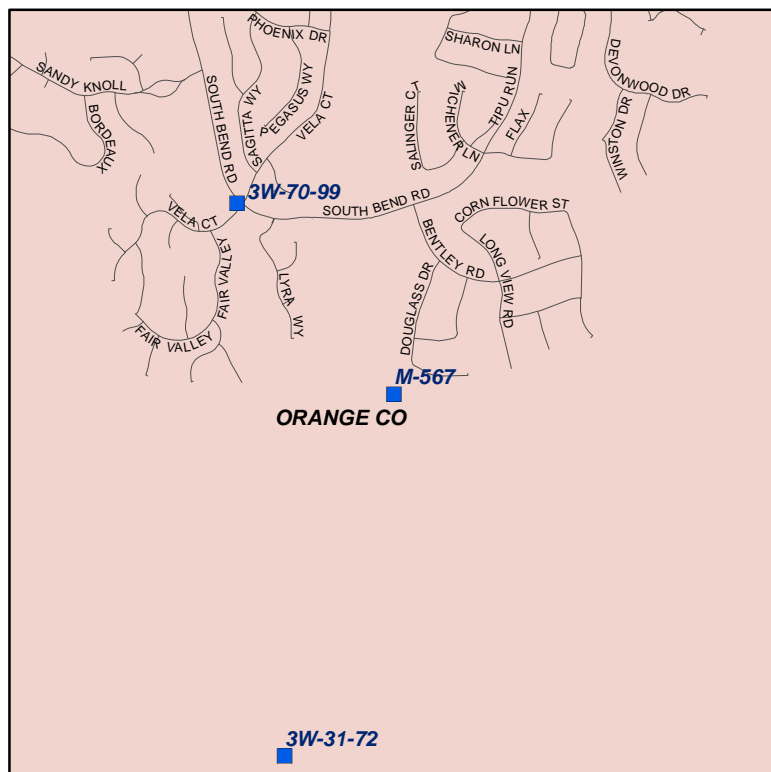 PHOENIX DR
SHARON LN
DEVONWOOD DR
SANDY KNOLL
SOUTH BEND RD
SAGITTA WY
PEGASUS WY
VELA CT
SALINGER CT
MICHENER LN
TIPU RUN
FLAX
WINSTON DR
BORDEAUX
3W-70-99
VELA CT
SOUTH BEND RD
CORN FLOWER ST
FAIR VALLEY
LYRA WY
BENTLEY RD
LONG VIEW RD
DOUGLASS DR
FAIR VALLEY
M-567
ORANGE CO
3W-31-72